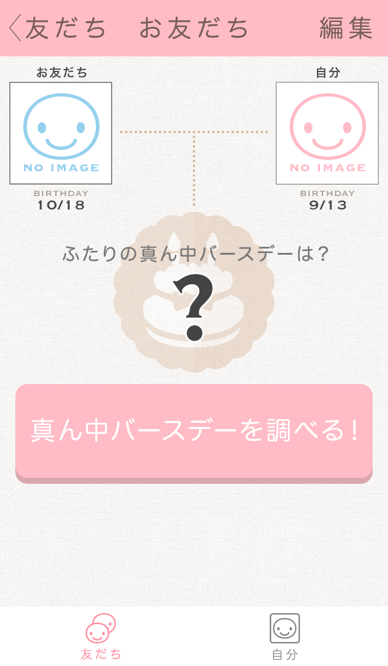 友だち お友だち 編集
お友だち 自分
NO IMAGE NO IMAGE
BIRTHDAY BIRTHDAY
10/18 9/13
ふたりの真ん中バースデーは？
?
真ん中バースデーを調べる！
友だち 自分